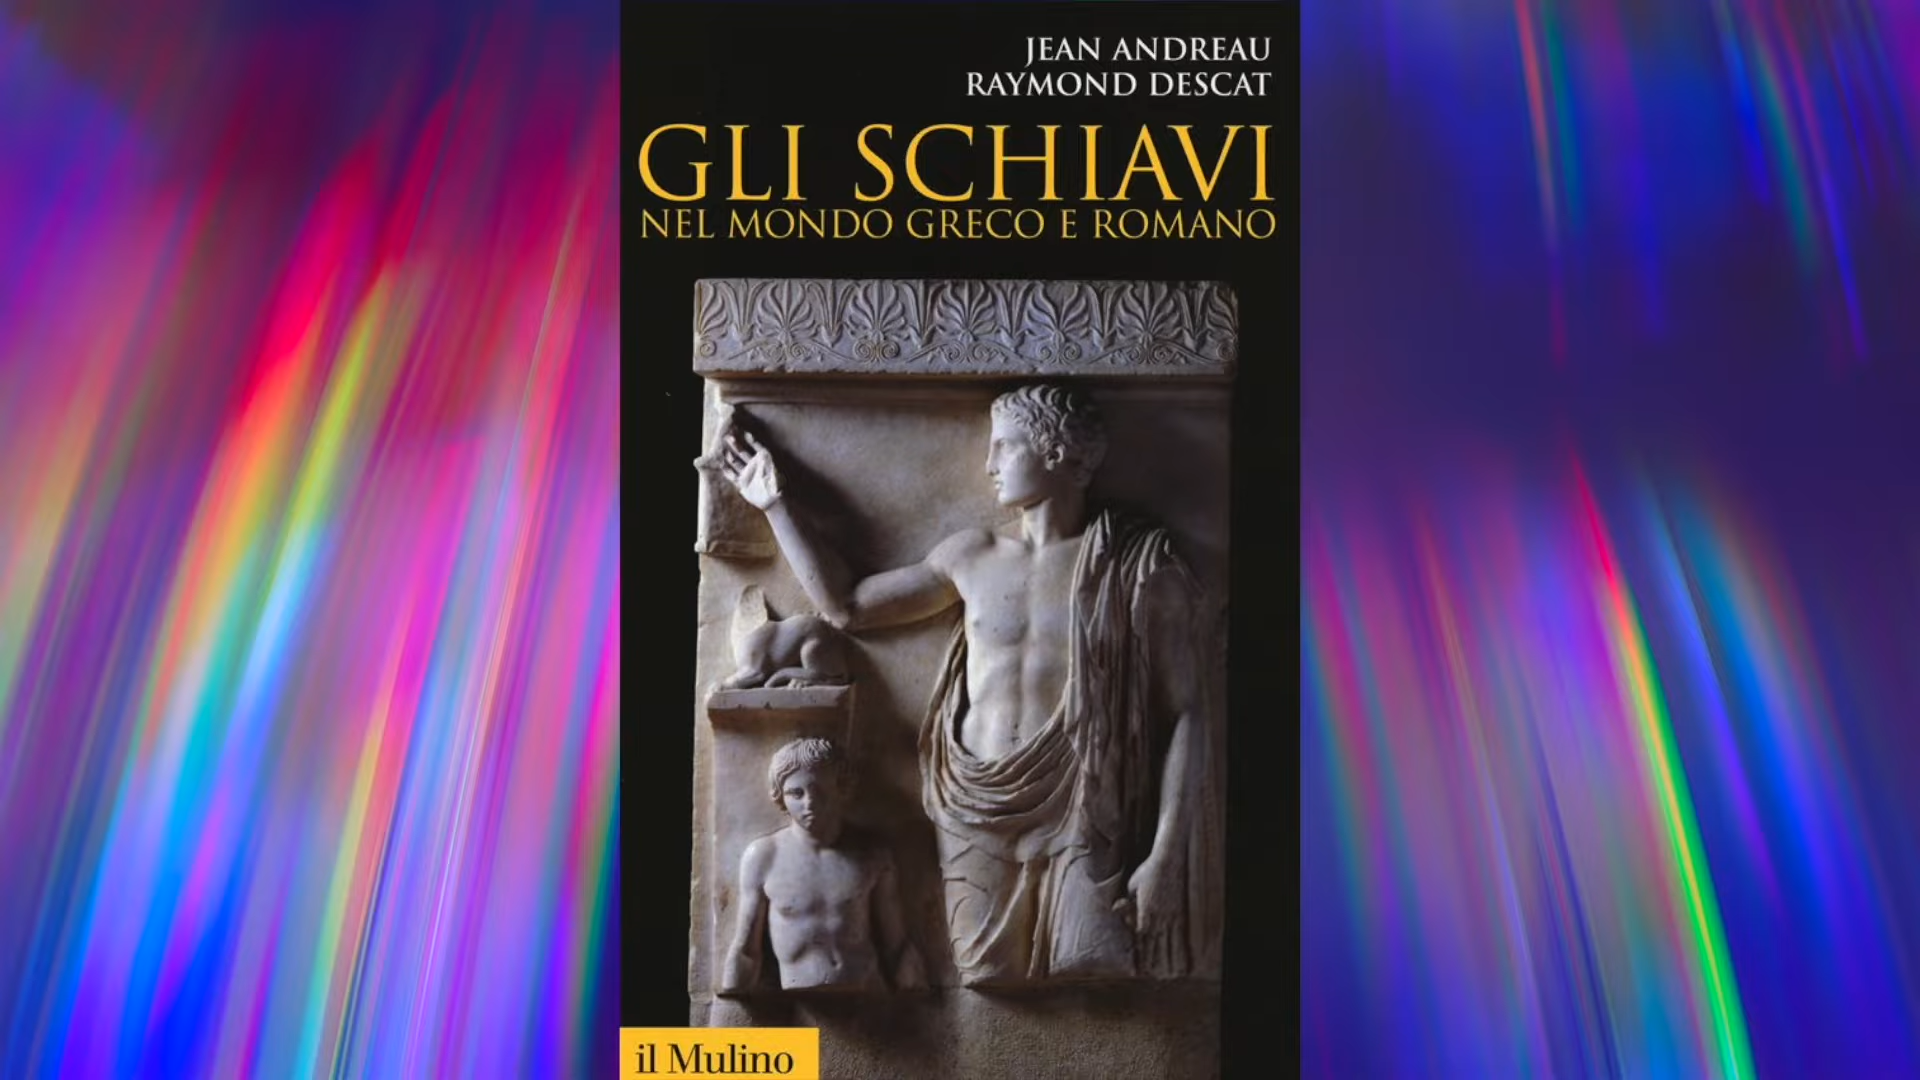 JEAN ANDREAU
RAYMOND DESCAT
GLI SCHIAVI
NEL MONDO GRECO E ROMANO
il Mulino